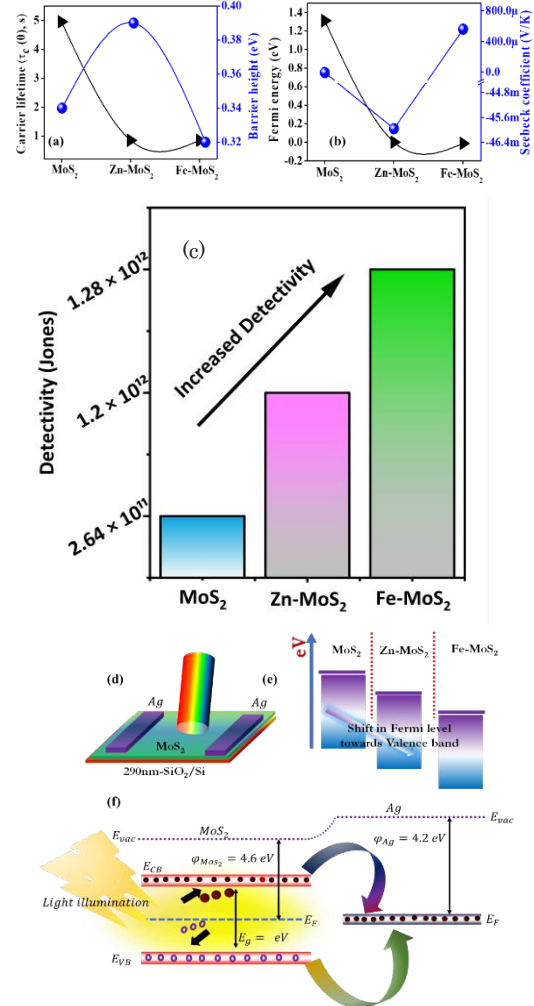 Carrier lifetime (τc (θ), s)
5
4
3
2
1
(a)
MoS2
Zn-MoS2
Fe-MoS2
0.40
0.38
0.36
0.34
0.32
Barrier height (eV)
Fermi energy (eV)
1.4
1.2
1.0
0.8
0.6
0.4
0.2
0.0
-0.2
(b)
MoS2
Zn-MoS2
Fe-MoS2
800.0µ
400.0µ
0.0
-44.8m
-45.6m
-46.4m
Seebeck coefficient (V/K)
(c)
Detectivity (Jones)
1.28 × 10¹²
1.2 × 10¹²
2.64 × 10¹¹
Increased Detectivity
MoS2
Zn-MoS2
Fe-MoS2
(d)
Ag
Ag
MoS2
290nm-SiO2/Si
(e)
eV
MoS2
Zn-MoS2
Fe-MoS2
Shift in Fermi level
towards Valence band
(f)
Evac
MoS2
Ag
Evac
φMoS2 = 4.6 eV
φAg = 4.2 eV
ECB
Light illumination
EF
EF
Eg = eV
EVB